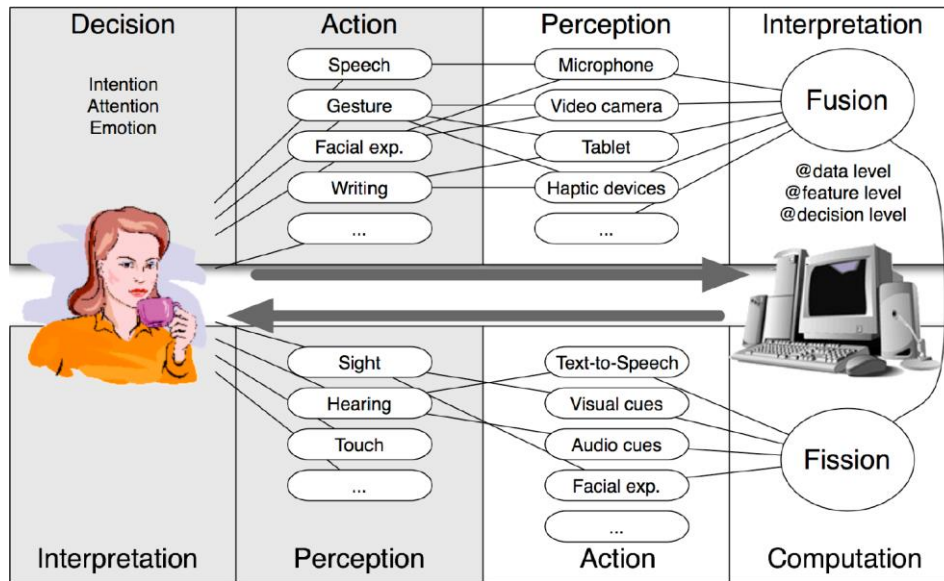 Decision
Action
Perception
Interpretation
Intention
Attention
Emotion
Speech
Gesture
Facial exp.
Writing
...
Microphone
Video camera
Tablet
Haptic devices
...
Fusion
@data level
@feature level
@decision level
Sight
Hearing
Touch
...
Text-to-Speech
Visual cues
Audio cues
Facial exp.
...
Fission
Interpretation
Perception
Action
Computation